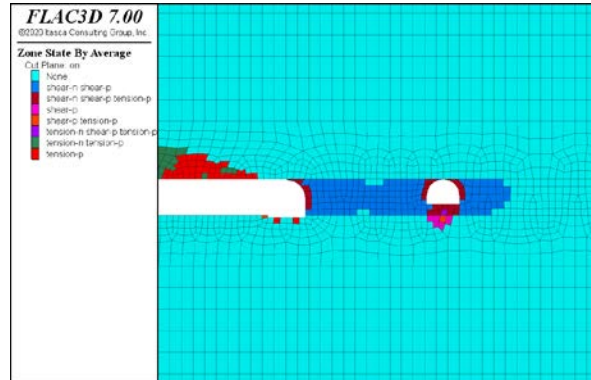 FLAC3D 7.00
©2020 Itasca Consulting Group, Inc.
Zone State By Average
Cut Plane: on
None
shear-n shear-p
shear-n shear-p tension-p
shear-p
shear-p tension-p
tension-n shear-p tension-p
tension-n tension-p
tension-p